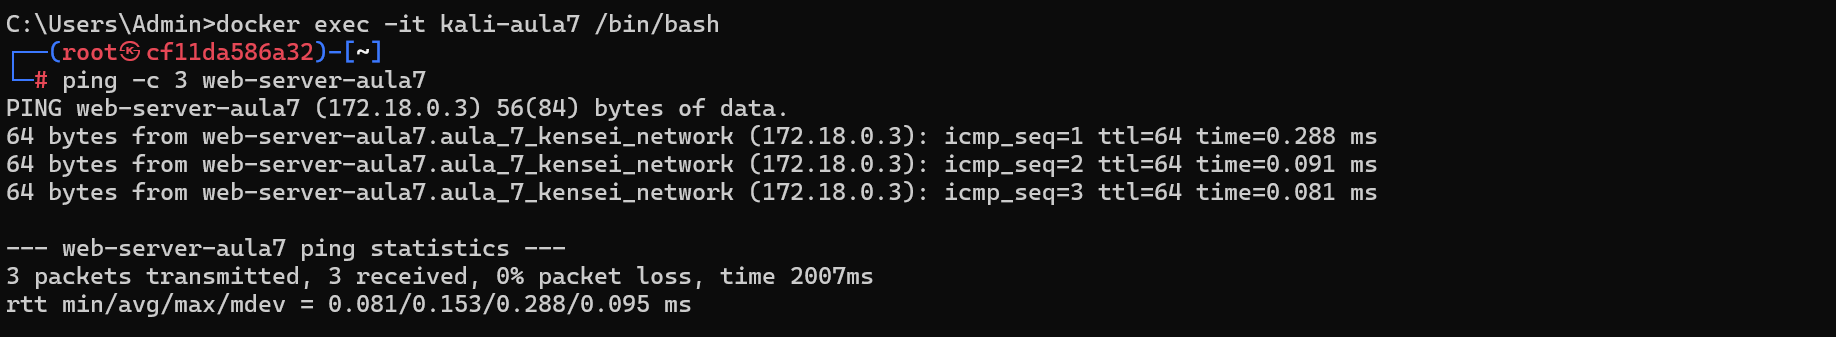 C:\Users\Admin>docker exec -it kali-aula7 /bin/bash
┌──(root㉿cf11da586a32)-[~]
└─# ping -c 3 web-server-aula7
PING web-server-aula7 (172.18.0.3) 56(84) bytes of data.
64 bytes from web-server-aula7.aula_7_kensei_network (172.18.0.3): icmp_seq=1 ttl=64 time=0.288 ms
64 bytes from web-server-aula7.aula_7_kensei_network (172.18.0.3): icmp_seq=2 ttl=64 time=0.091 ms
64 bytes from web-server-aula7.aula_7_kensei_network (172.18.0.3): icmp_seq=3 ttl=64 time=0.081 ms

--- web-server-aula7 ping statistics ---
3 packets transmitted, 3 received, 0% packet loss, time 2007ms
rtt min/avg/max/mdev = 0.081/0.153/0.288/0.095 ms